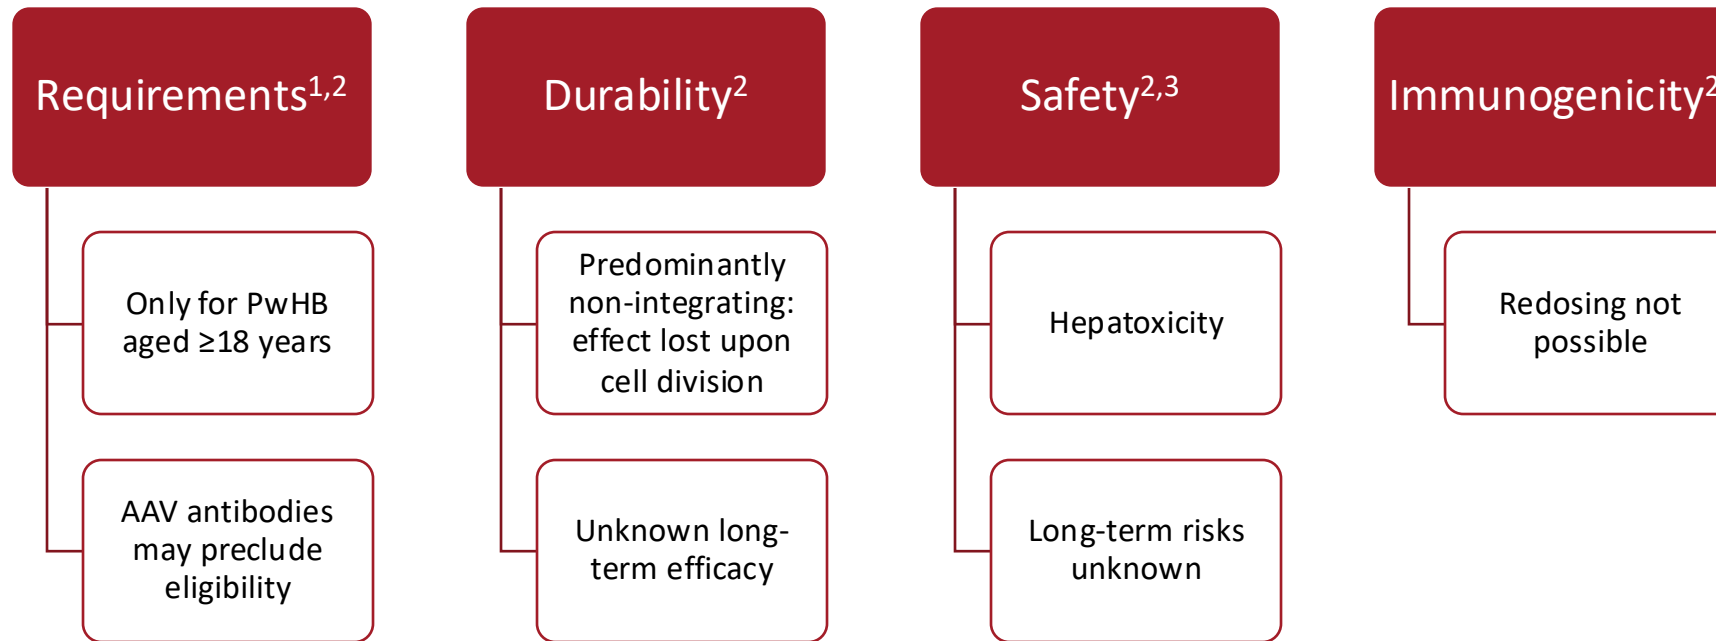 Requirements1,2
Only for PwHB
aged ≥18 years
AAV antibodies
may preclude
eligibility
Durability2
Predominantly
non-integrating:
effect lost upon
cell division
Unknown long-
term efficacy
Safety2,3
Hepatoxicity
Long-term risks
unknown
Immunogenicity2
Redosing not
possible